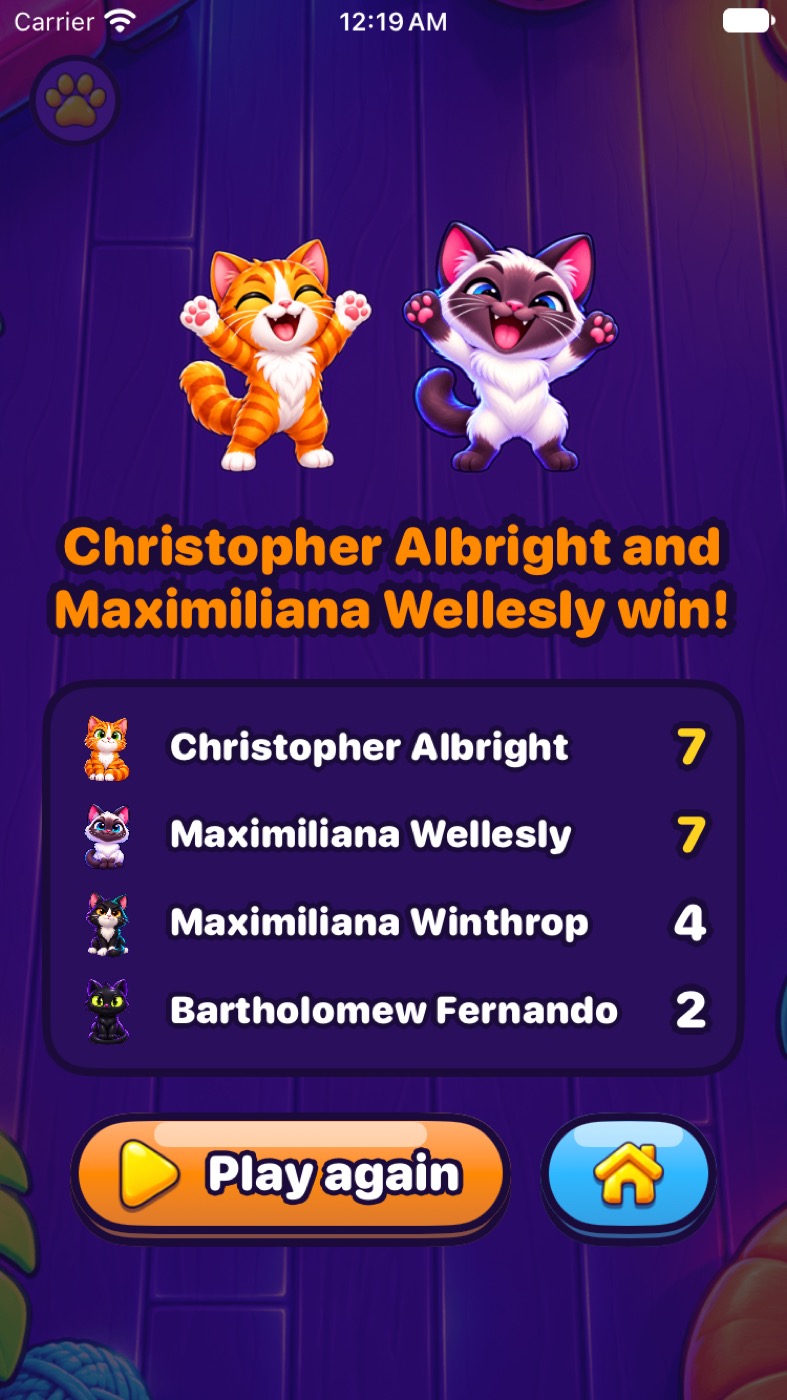 Carrier 12:19 AM
Christopher Albright and
Maximiliana Wellesly win!
Christopher Albright 7
Maximiliana Wellesly 7
Maximiliana Winthrop 4
Bartholomew Fernando 2
Play again